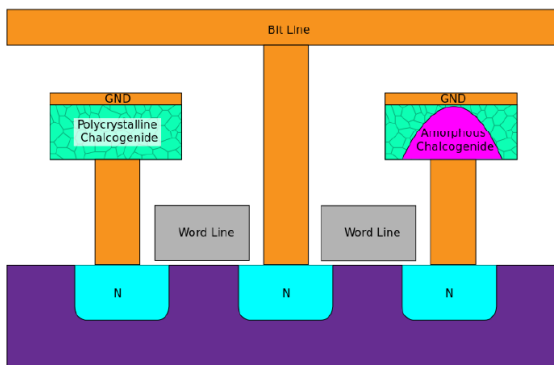 Bit Line
GND
GND
Polycrystalline
Chalcogenide
Amorphous
Chalcogenide
Word Line
Word Line
N
N
N